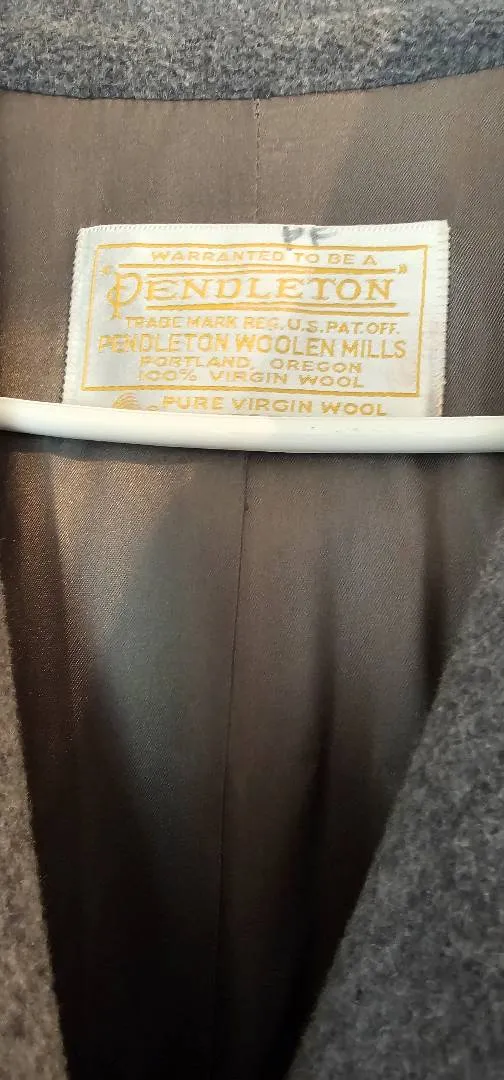 WARRANTED TO BE A
"PENDLETON"
TRADE MARK REG. U.S. PAT. OFF.
PENDLETON WOOLEN MILLS
PORTLAND, OREGON
100% VIRGIN WOOL
PURE VIRGIN WOOL